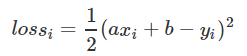 loss_i = \frac{1}{2}(ax_i + b - y_i)^2